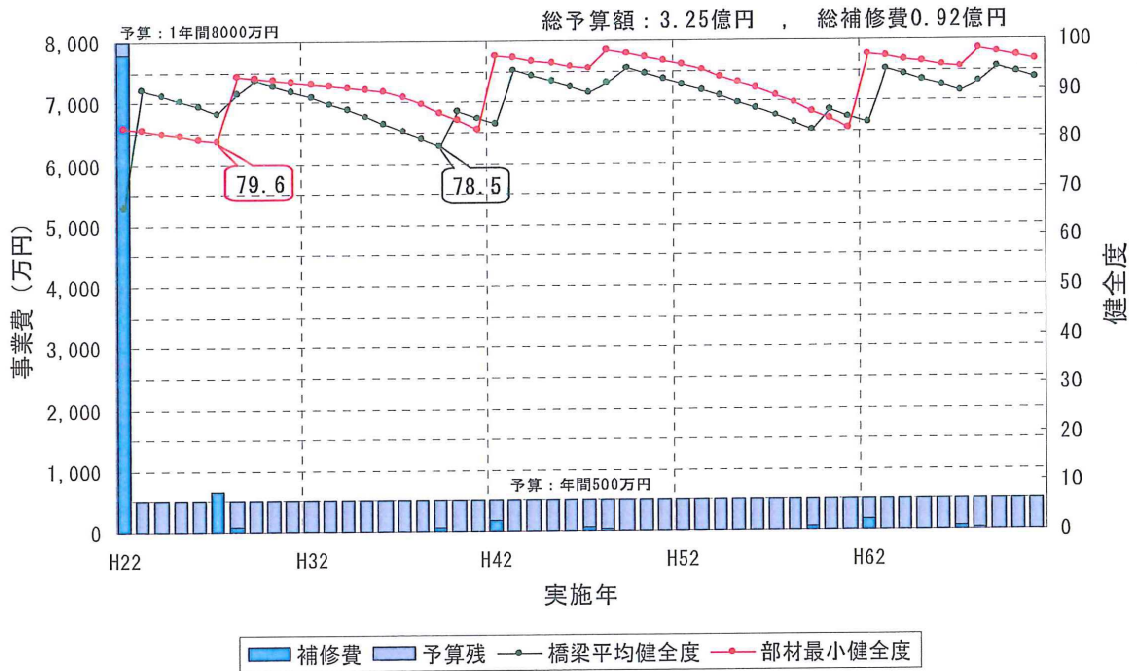 総予算額：3.25億円　，　総補修費0.92億円
予算：1年間8000万円
8,000
7,000
6,000
5,000
4,000
3,000
2,000
1,000
0
事業費（万円）
100
90
80
70
60
50
40
30
20
10
0
健全度
79.6
78.5
予算：年間500万円
H22 H32 H42 H52 H62
実施年
補修費 予算残 橋梁平均健全度 部材最小健全度